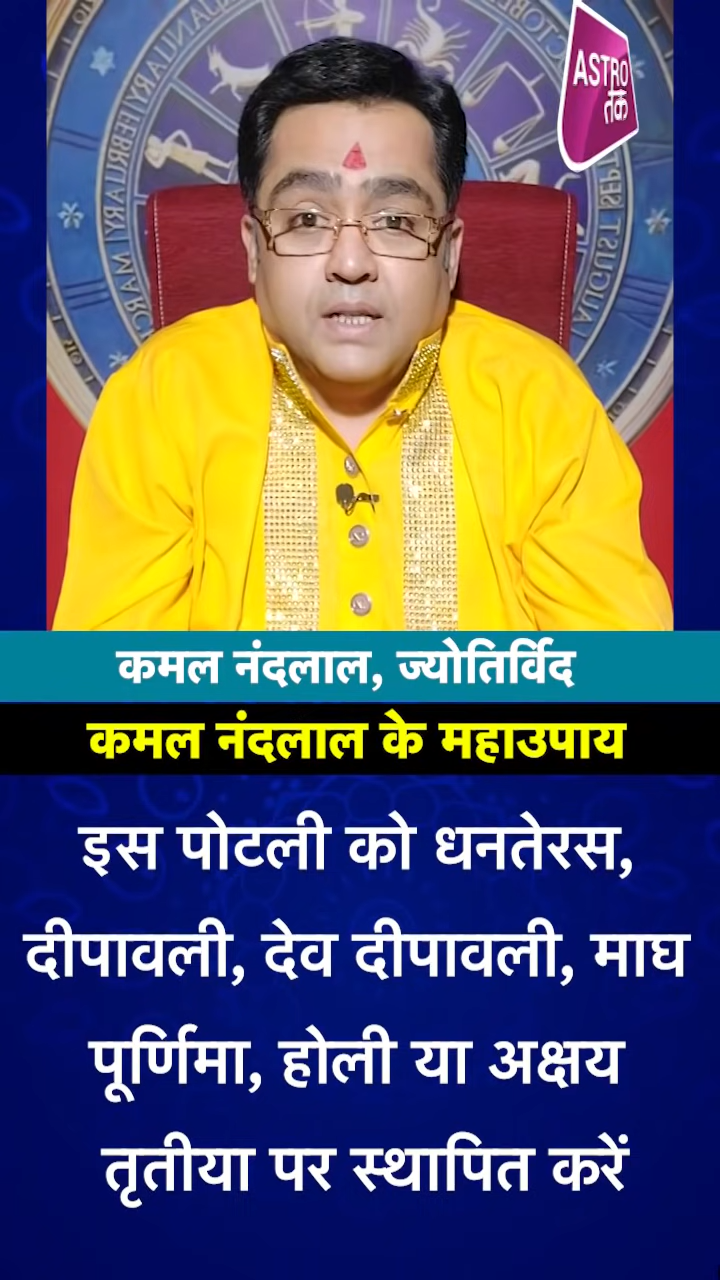 ASTRO
तक
कमल नंदलाल, ज्योतिर्विद
कमल नंदलाल के महाउपाय
इस पोटली को धनतेरस,
दीपावली, देव दीपावली, माघ
पूर्णिमा, होली या अक्षय
तृतीया पर स्थापित करें